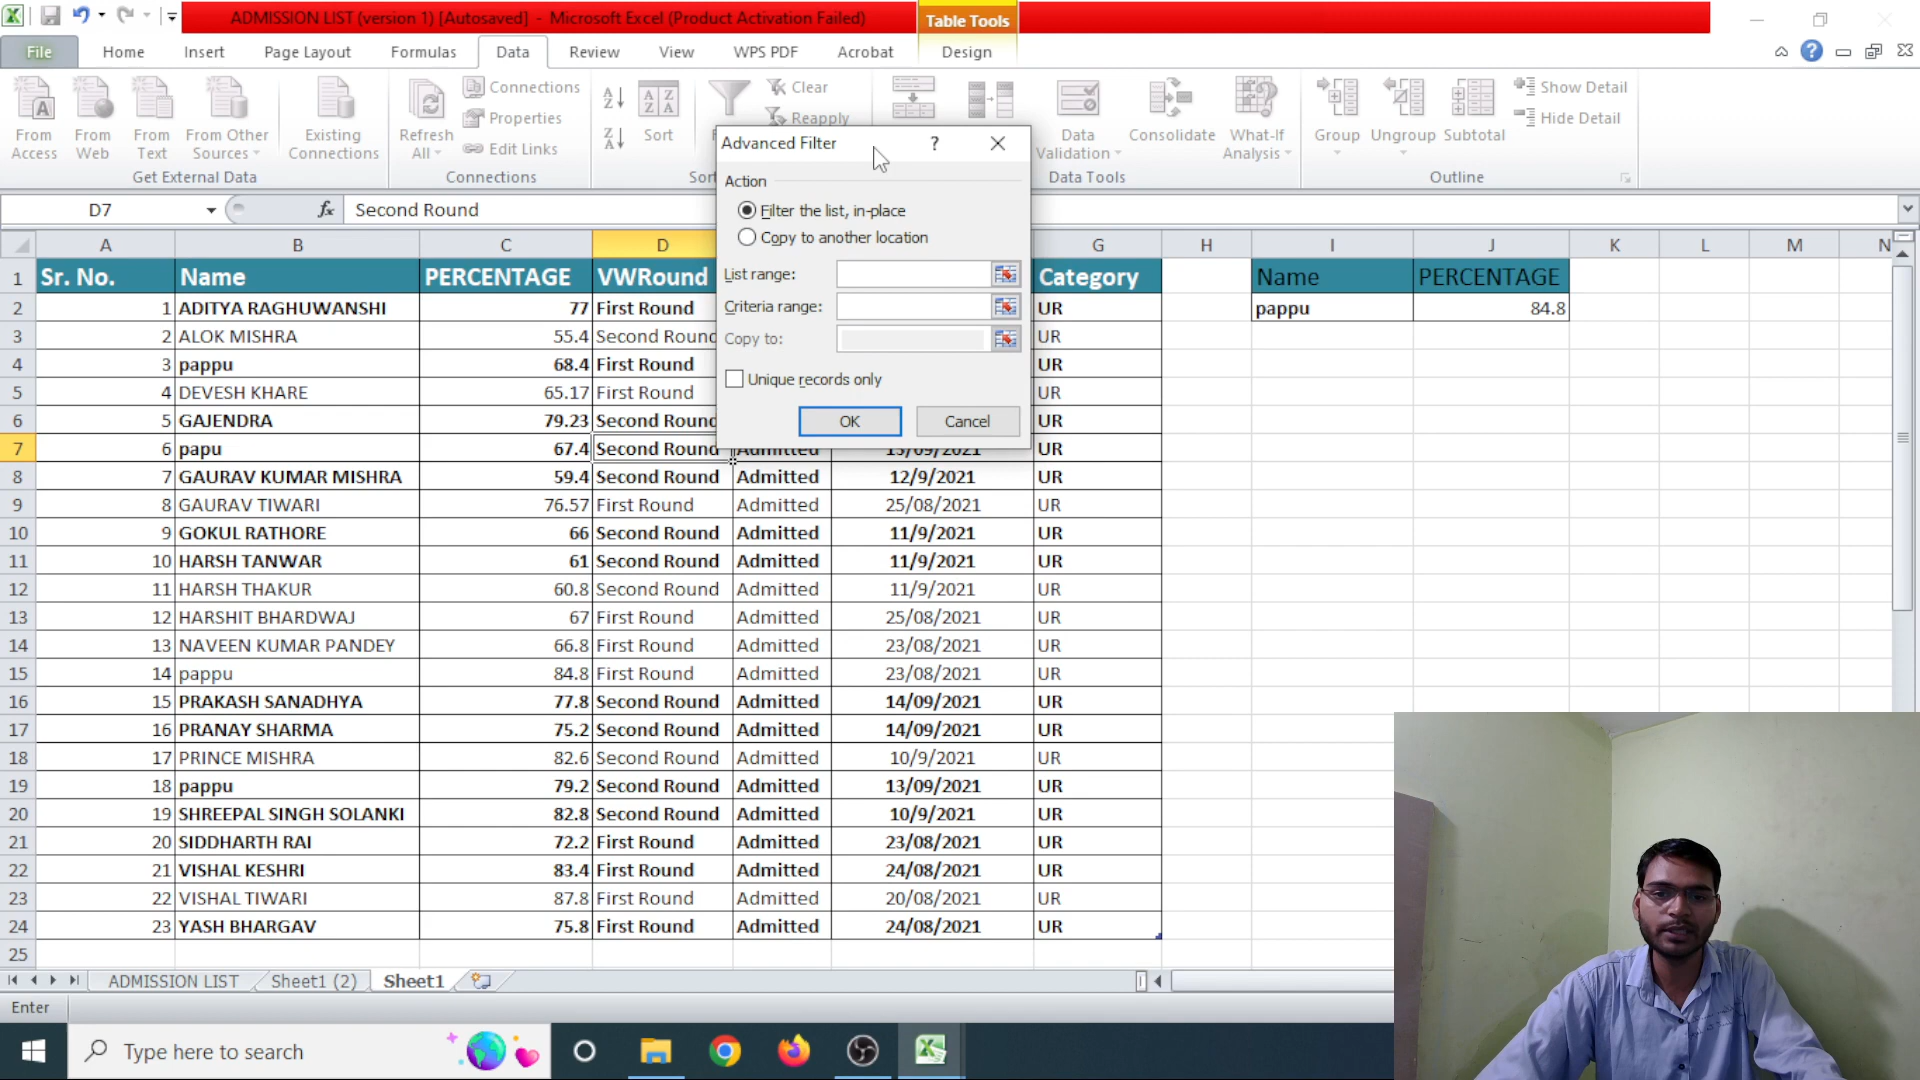 ADMISSION LIST (version 1) [Autosaved] - Microsoft Excel (Product Activation Failed)
Table Tools
File Home Insert Page Layout Formulas Data Review View WPS PDF Acrobat Design
From Access
From Web
From Text
From Other Sources
Existing Connections
Refresh All
Connections
Properties
Edit Links
Sort
Clear
Reapply
Data Validation
Consolidate
What-If Analysis
Group
Ungroup
Subtotal
Show Detail
Hide Detail
Get External Data Connections Data Tools Outline
D7 fx Second Round
Advanced Filter ?
Action
Filter the list, in-place
Copy to another location
List range:
Criteria range:
Copy to:
Unique records only
OK Cancel
A B C D G H I J K L M N
1 Sr. No. Name PERCENTAGE VWRound Category Name PERCENTAGE
2 1 ADITYA RAGHUWANSHI 77 First Round UR pappu 84.8
3 2 ALOK MISHRA 55.4 Second Round UR
4 3 pappu 68.4 First Round UR
5 4 DEVESH KHARE 65.17 First Round UR
6 5 GAJENDRA 79.23 Second Round UR
7 6 papu 67.4 Second Round Admitted 13/09/2021 UR
8 7 GAURAV KUMAR MISHRA 59.4 Second Round Admitted 12/9/2021 UR
9 8 GAURAV TIWARI 76.57 First Round Admitted 25/08/2021 UR
10 9 GOKUL RATHORE 66 Second Round Admitted 11/9/2021 UR
11 10 HARSH TANWAR 61 Second Round Admitted 11/9/2021 UR
12 11 HARSH THAKUR 60.8 Second Round Admitted 11/9/2021 UR
13 12 HARSHIT BHARDWAJ 67 First Round Admitted 25/08/2021 UR
14 13 NAVEEN KUMAR PANDEY 66.8 First Round Admitted 23/08/2021 UR
15 14 pappu 84.8 First Round Admitted 23/08/2021 UR
16 15 PRAKASH SANADHYA 77.8 Second Round Admitted 14/09/2021 UR
17 16 PRANAY SHARMA 75.2 Second Round Admitted 14/09/2021 UR
18 17 PRINCE MISHRA 82.6 Second Round Admitted 10/9/2021 UR
19 18 pappu 79.2 Second Round Admitted 13/09/2021 UR
20 19 SHREEPAL SINGH SOLANKI 82.8 Second Round Admitted 10/9/2021 UR
21 20 SIDDHARTH RAI 72.2 First Round Admitted 23/08/2021 UR
22 21 VISHAL KESHRI 83.4 First Round Admitted 24/08/2021 UR
23 22 VISHAL TIWARI 87.8 First Round Admitted 20/08/2021 UR
24 23 YASH BHARGAV 75.8 First Round Admitted 24/08/2021 UR
25
ADMISSION LIST Sheet1 (2) Sheet1
Enter
Type here to search